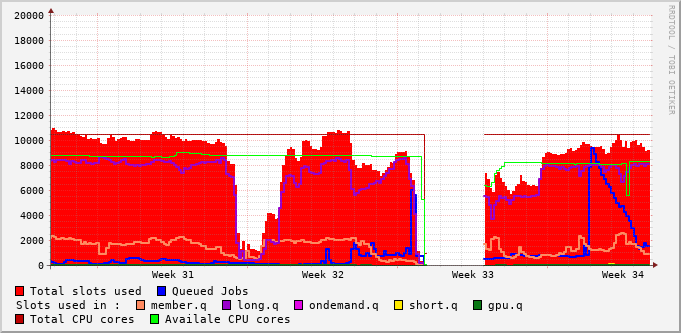 20000
18000
16000
14000
12000
10000
8000
6000
4000
2000
0
Week 31 Week 32 Week 33 Week 34
Total slots used Queued Jobs
Slots used in : member.q long.q ondemand.q short.q gpu.q
Total CPU cores Availale CPU cores
RRDTOOL / TOBI OETIKER